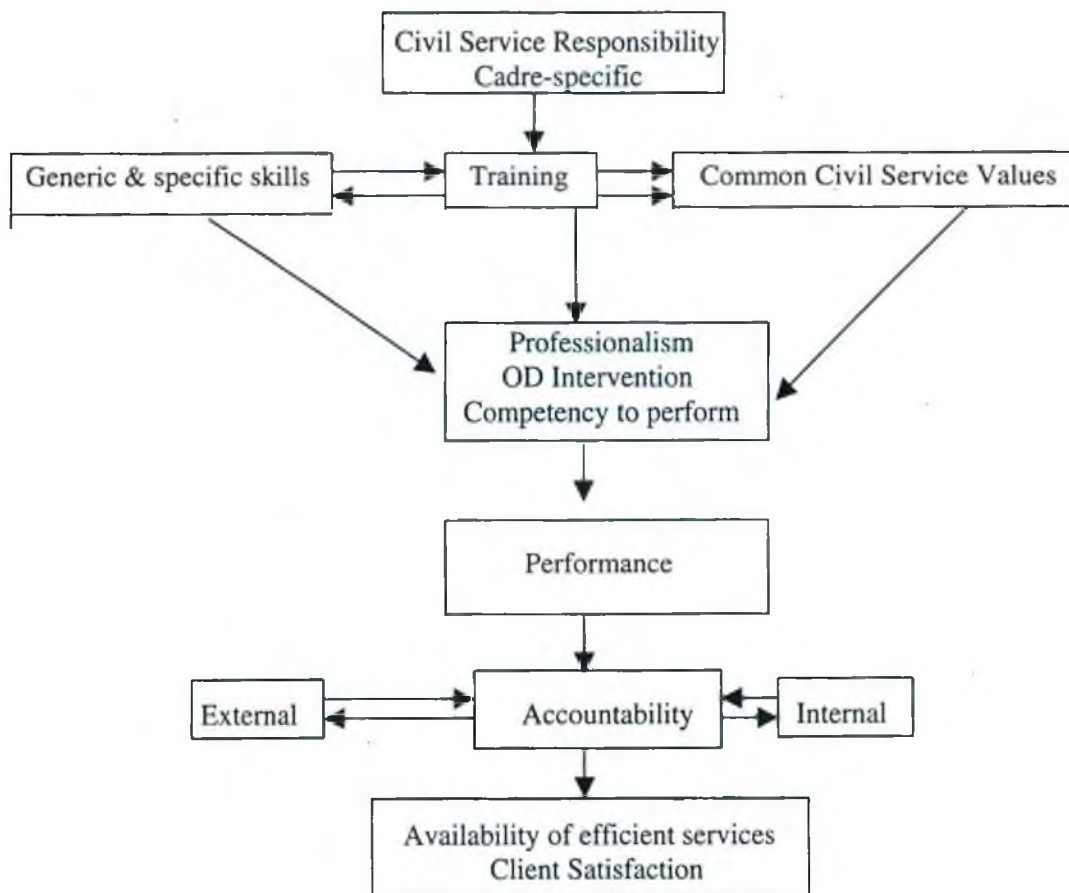 Civil Service Responsibility
Cadre-specific
Generic & specific skills
Training
Common Civil Service Values
Professionalism
OD Intervention
Competency to perform
Performance
External
Accountability
Internal
Availability of efficient services
Client Satisfaction